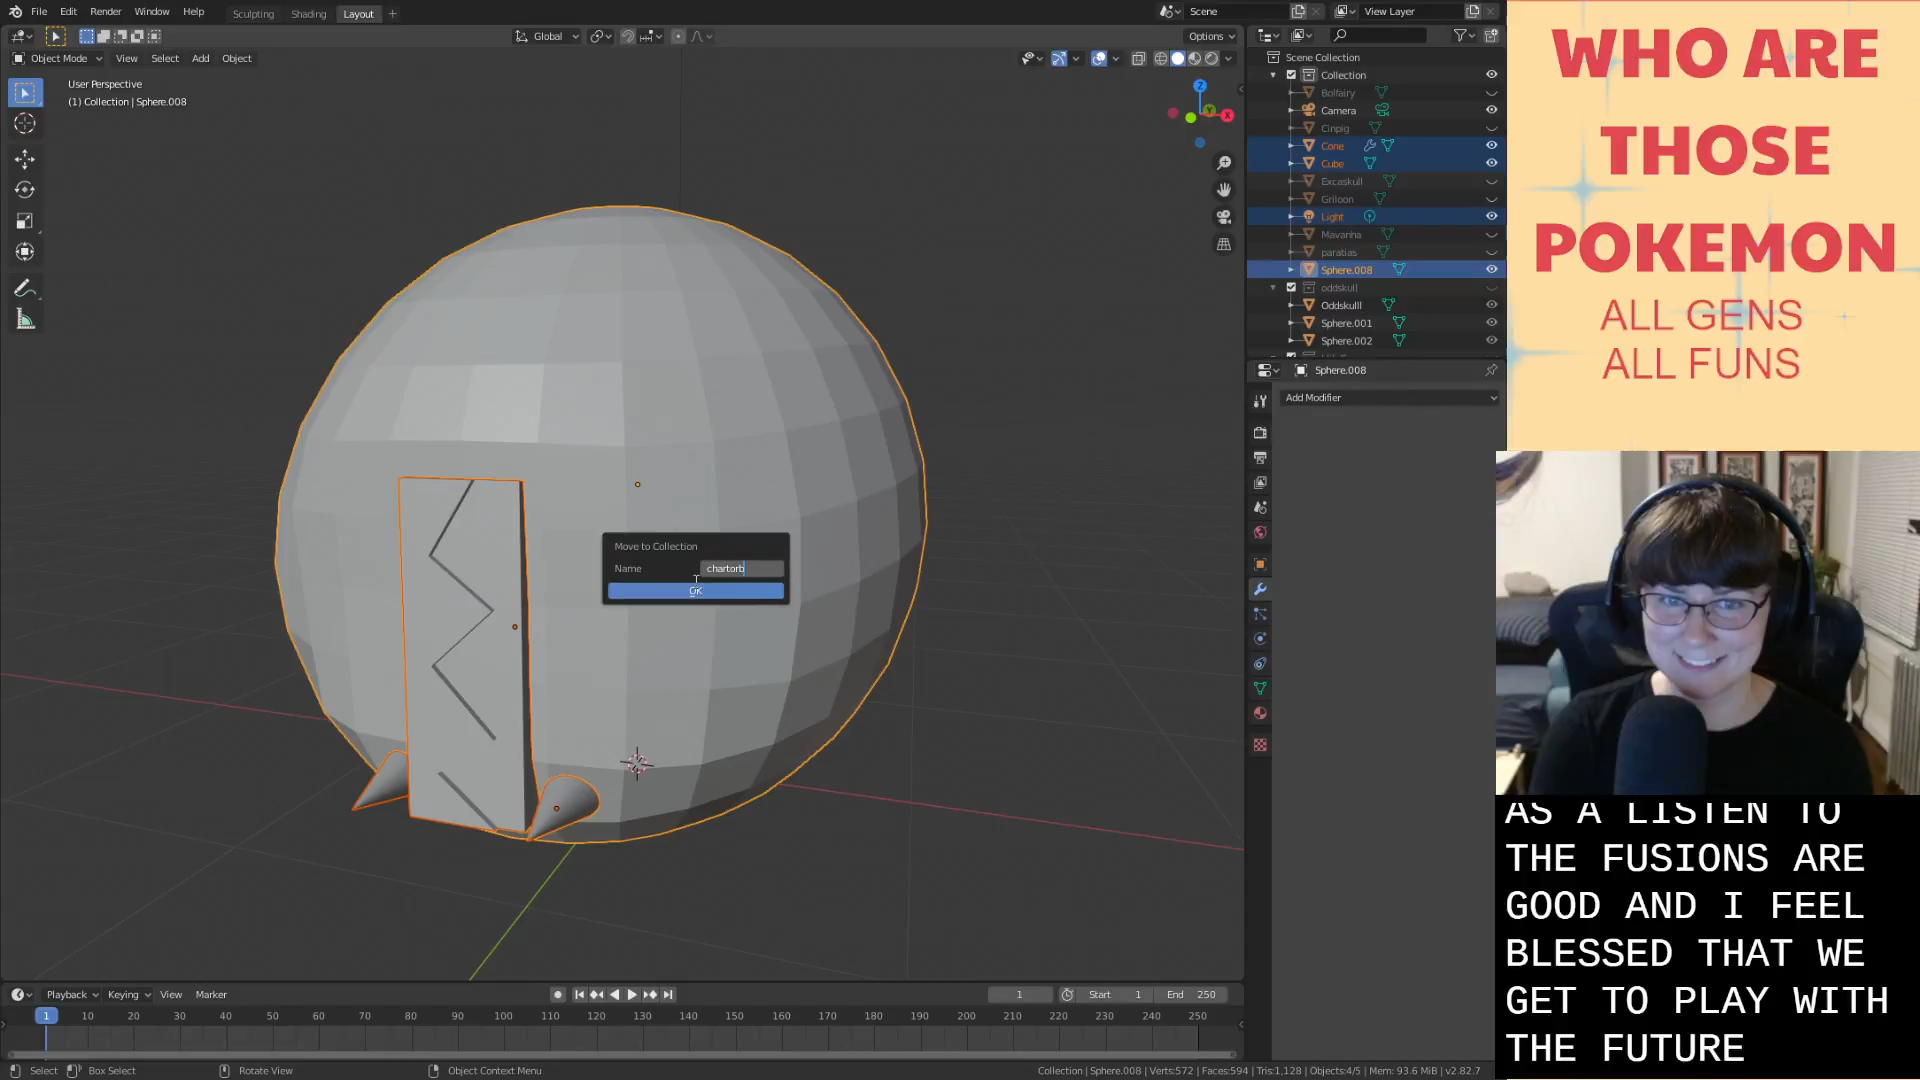 File Edit Render Window Help Sculpting Shading Layout + Scene View Layer
Global Options
Object Mode View Select Add Object
User Perspective
(1) Collection | Sphere.008
Z
Y
X
Move to Collection
Name chartorb
OK
Scene Collection
Collection
Bolfairy
Camera
Cinpig
Cone
Cube
Excaskull
Griloon
Light
Mavanha
paratias
Sphere.008
oddskull
Oddskulll
Sphere.001
Sphere.002
Sphere.008
Add Modifier
WHO ARE
THOSE
POKEMON
ALL GENS
ALL FUNS
AS A LISTEN TO
THE FUSIONS ARE
GOOD AND I FEEL
BLESSED THAT WE
GET TO PLAY WITH
THE FUTURE
Playback Keying View Marker 1 Start 1 End 250
1 10 20 30 40 50 60 70 80 90 100 110 120 130 140 150 160 170 180 190 200 210 220 230 240 250
Select Box Select Rotate View Object Context Menu Collection | Sphere.008 | Verts:572 | Faces:594 | Tris:1,128 | Objects:4/5 | Mem: 93.6 MiB | v2.82.7